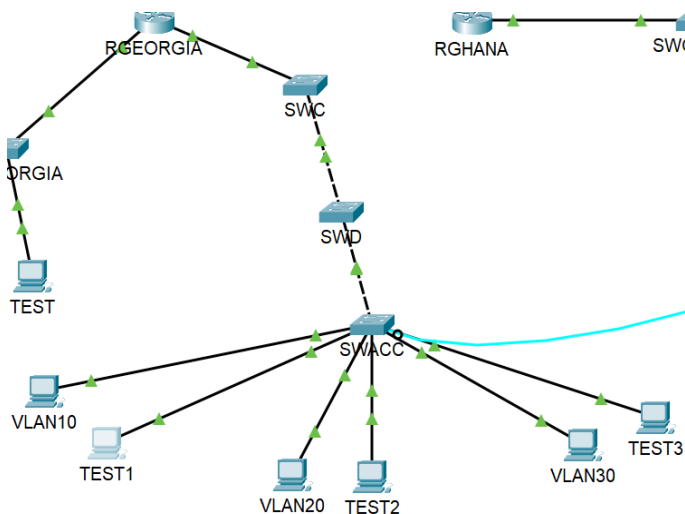 RGEORGIA
RGHANA
SWC
ORGIA
SWD
TEST
SWACC
VLAN10
TEST1
VLAN20
TEST2
VLAN30
TEST3